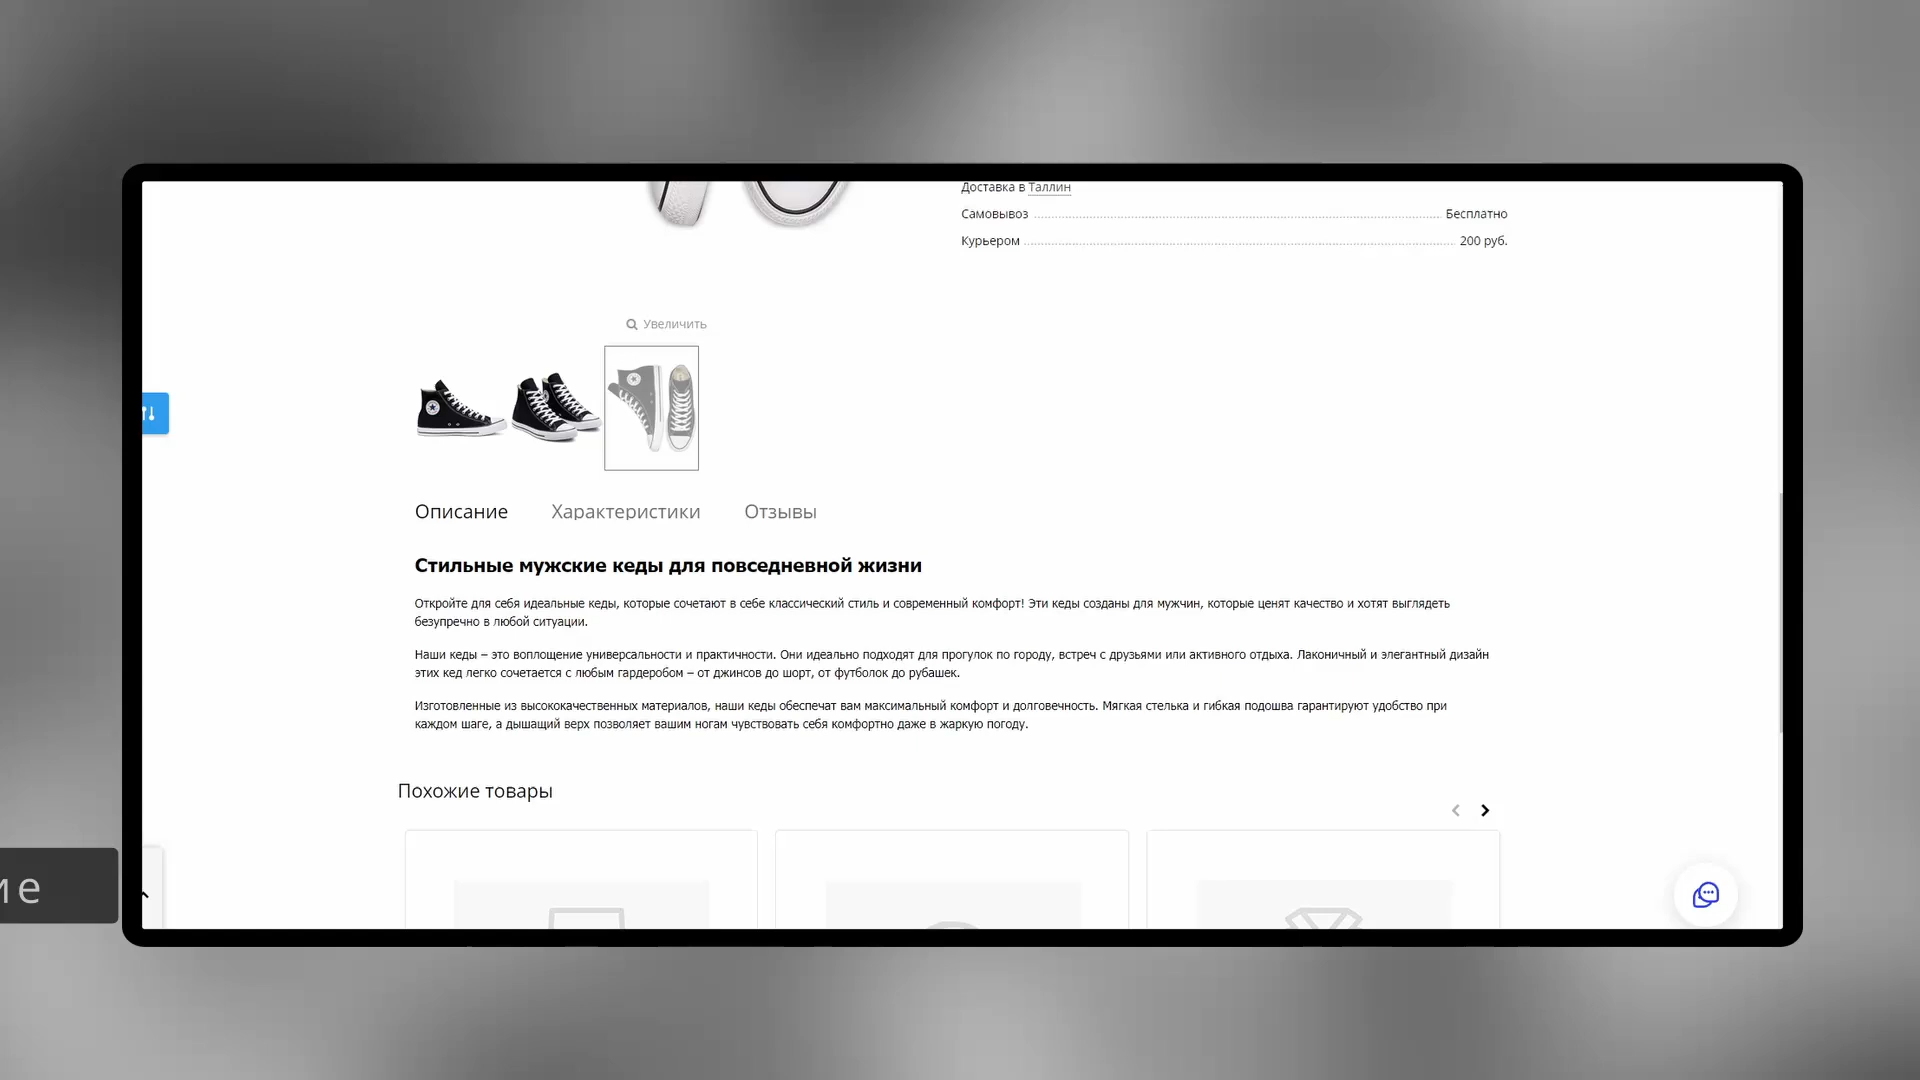 Доставка в Таллин
Самовывоз Бесплатно
Курьером 200 руб.
Увеличить
Описание Характеристики Отзывы
Стильные мужские кеды для повседневной жизни
Откройте для себя идеальные кеды, которые сочетают в себе классический стиль и современный комфорт! Эти кеды созданы для мужчин, которые ценят качество и хотят выглядеть
безупречно в любой ситуации.
Наши кеды – это воплощение универсальности и практичности. Они идеально подходят для прогулок по городу, встреч с друзьями или активного отдыха. Лаконичный и элегантный дизайн
этих кед легко сочетается с любым гардеробом – от джинсов до шорт, от футболок до рубашек.
Изготовленные из высококачественных материалов, наши кеды обеспечат вам максимальный комфорт и долговечность. Мягкая стелька и гибкая подошва гарантируют удобство при
каждом шаге, а дышащий верх позволяет вашим ногам чувствовать себя комфортно даже в жаркую погоду.
Похожие товары